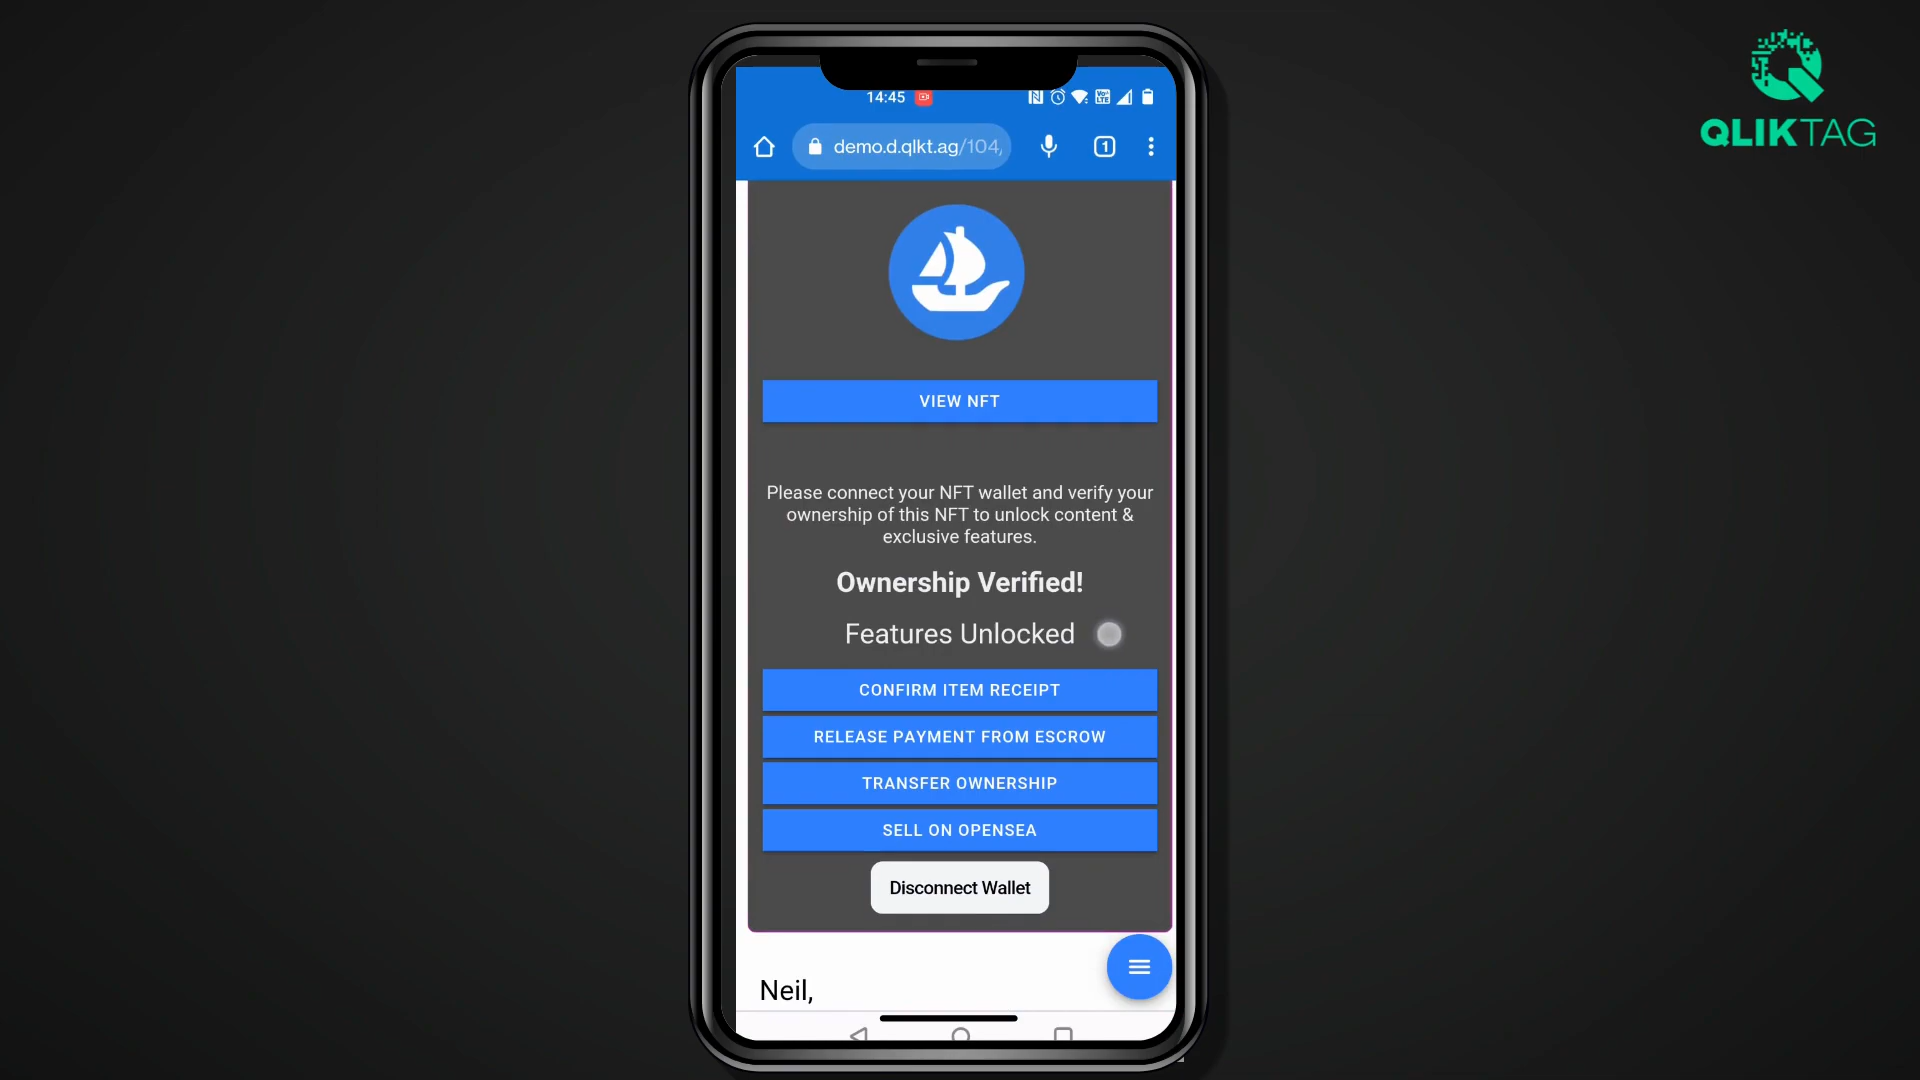 14:45
demo.d.qlkt.ag/104,
1
QLIKTAG
VIEW NFT
Please connect your NFT wallet and verify your
ownership of this NFT to unlock content &
exclusive features.
Ownership Verified!
Features Unlocked
CONFIRM ITEM RECEIPT
RELEASE PAYMENT FROM ESCROW
TRANSFER OWNERSHIP
SELL ON OPENSEA
Disconnect Wallet
Neil,